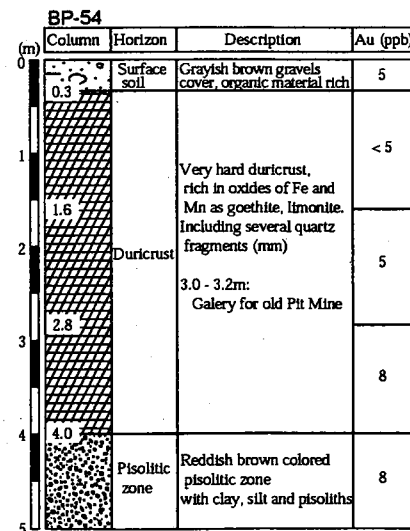 BP-54
(m) Column Horizon Description Au (ppb)
0
Surface soil
Grayish brown gravels
cover, organic material rich
5
0.3
Duricrust
Very hard duricrust,
rich in oxides of Fe and
Mn as goethite, limonite.
Including several quartz
fragments (mm)
3.0 - 3.2m:
Galery for old Pit Mine
< 5
1
1.6
5
2
2.8
8
3
4.0
4
Pisolitic
zone
Reddish brown colored
pisolitic zone
with clay, silt and pisoliths
8
5